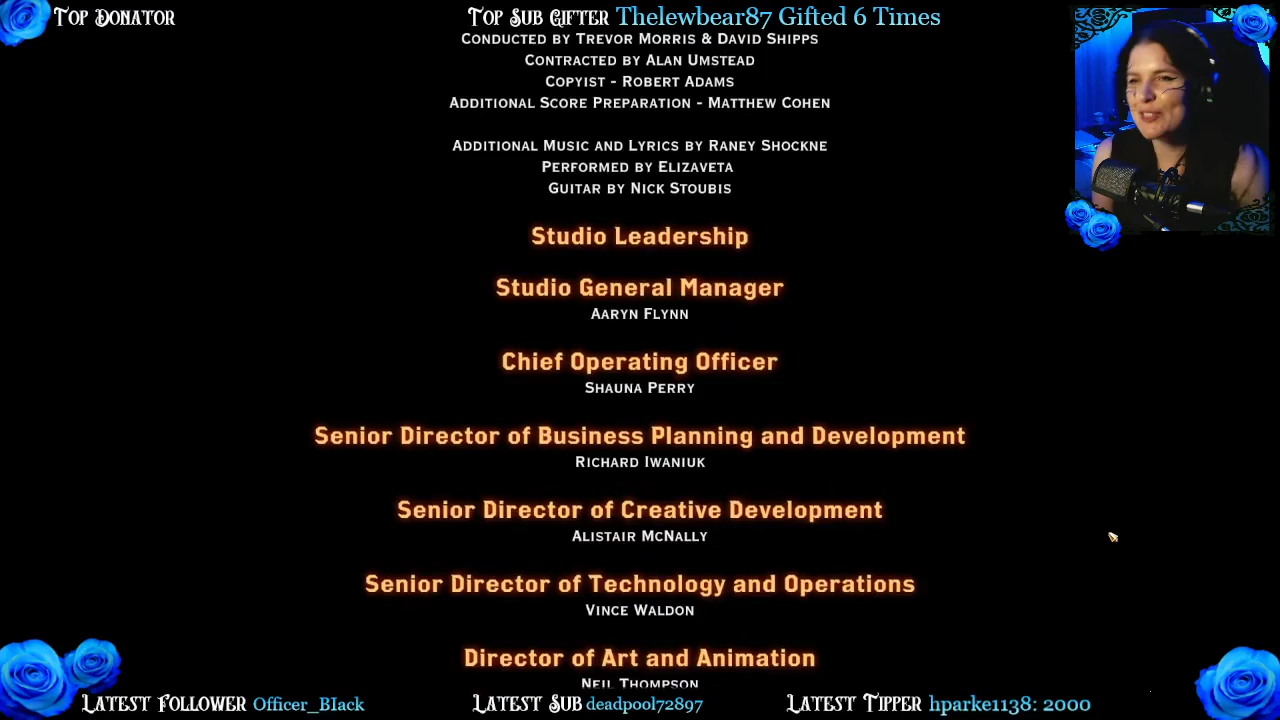 Top Donator
Top Sub Gifter Thelewbear87 Gifted 6 Times
Conducted by Trevor Morris & David Shipps
Contracted by Alan Umstead
Copyist - Robert Adams
Additional Score Preparation - Matthew Cohen
Additional Music and Lyrics by Raney Shockne
Performed by Elizaveta
Guitar by Nick Stoubis
Studio Leadership
Studio General Manager
Aaryn Flynn
Chief Operating Officer
Shauna Perry
Senior Director of Business Planning and Development
Richard Iwaniuk
Senior Director of Creative Development
Alistair McNally
Senior Director of Technology and Operations
Vince Waldon
Director of Art and Animation
Neil Thompson
Latest Follower Officer_BIack
Latest Sub deadpool72897
Latest Tipper hparke1138: 2000